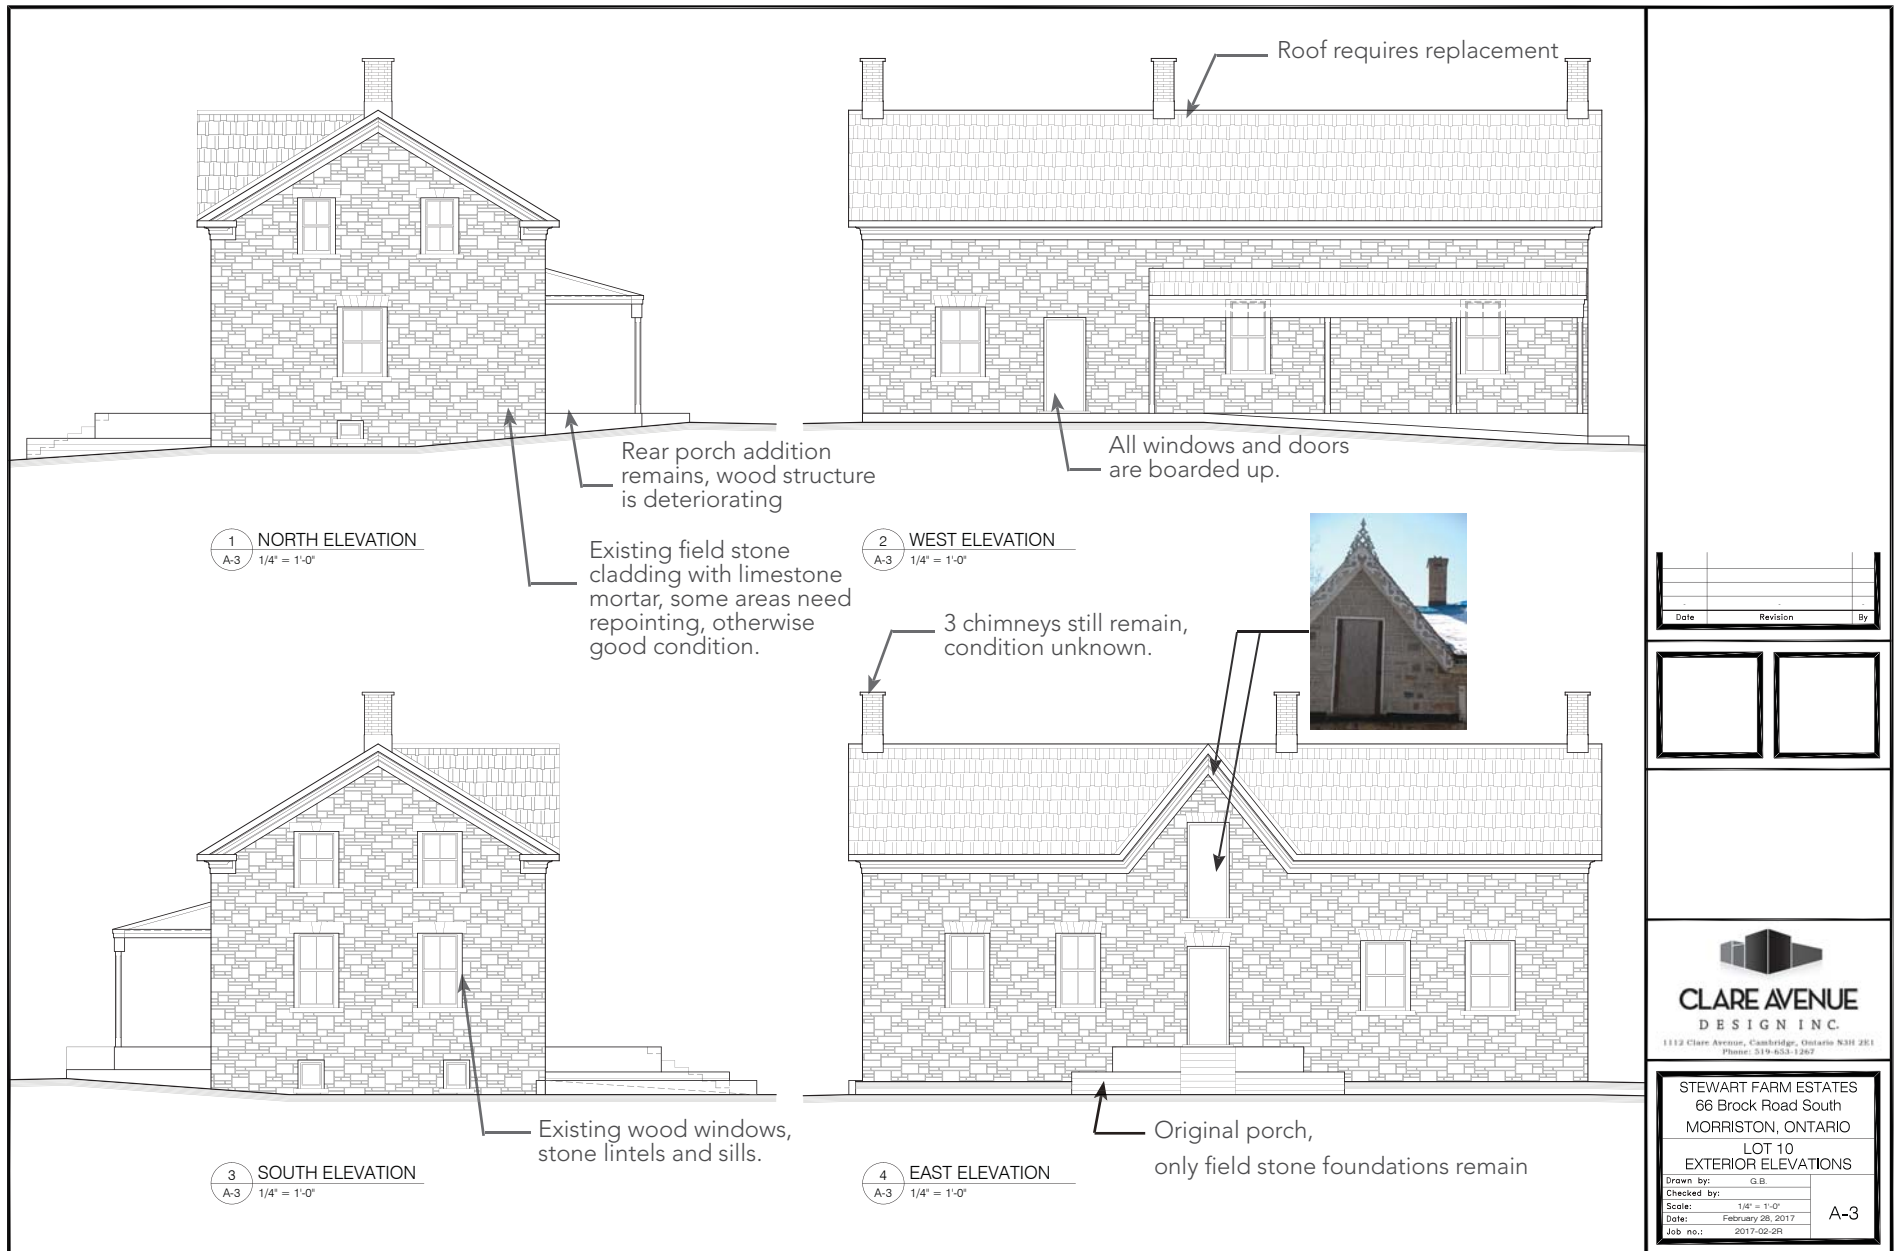 Roof requires replacement
Rear porch addition
remains, wood structure
is deteriorating
All windows and doors
are boarded up.
1
A-3
NORTH ELEVATION
1/4" = 1'-0"
Existing field stone
cladding with limestone
mortar, some areas need
repointing, otherwise
good condition.
2
A-3
WEST ELEVATION
1/4" = 1'-0"
3 chimneys still remain,
condition unknown.
Existing wood windows,
stone lintels and sills.
3
A-3
SOUTH ELEVATION
1/4" = 1'-0"
Original porch,
only field stone foundations remain
4
A-3
EAST ELEVATION
1/4" = 1'-0"
Date Revision By
CLARE AVENUE
DESIGN INC.
1112 Clare Avenue, Cambridge, Ontario N3H 2E1
Phone: 519-653-1267
STEWART FARM ESTATES
66 Brock Road South
MORRISTON, ONTARIO
LOT 10
EXTERIOR ELEVATIONS
Drawn by: G.B.
Checked by:
Scale: 1/4" = 1'-0"
Date: February 28, 2017
Job no.: 2017-02-2R
A-3